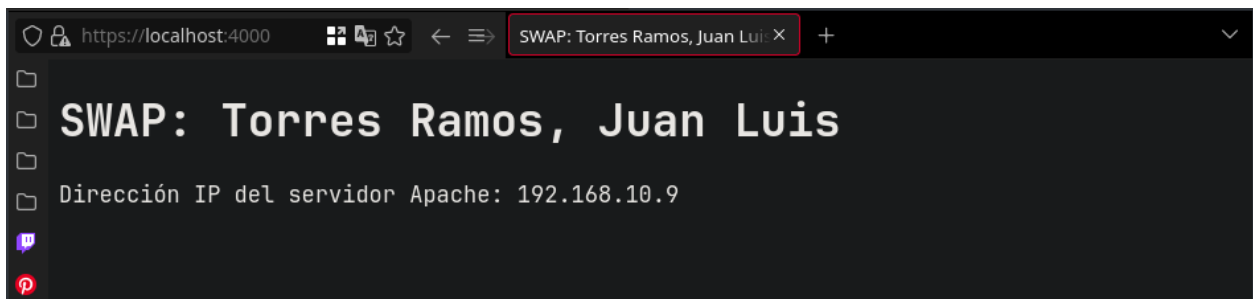 https://localhost:4000
SWAP: Torres Ramos, Juan Luis
SWAP: Torres Ramos, Juan Luis
Dirección IP del servidor Apache: 192.168.10.9